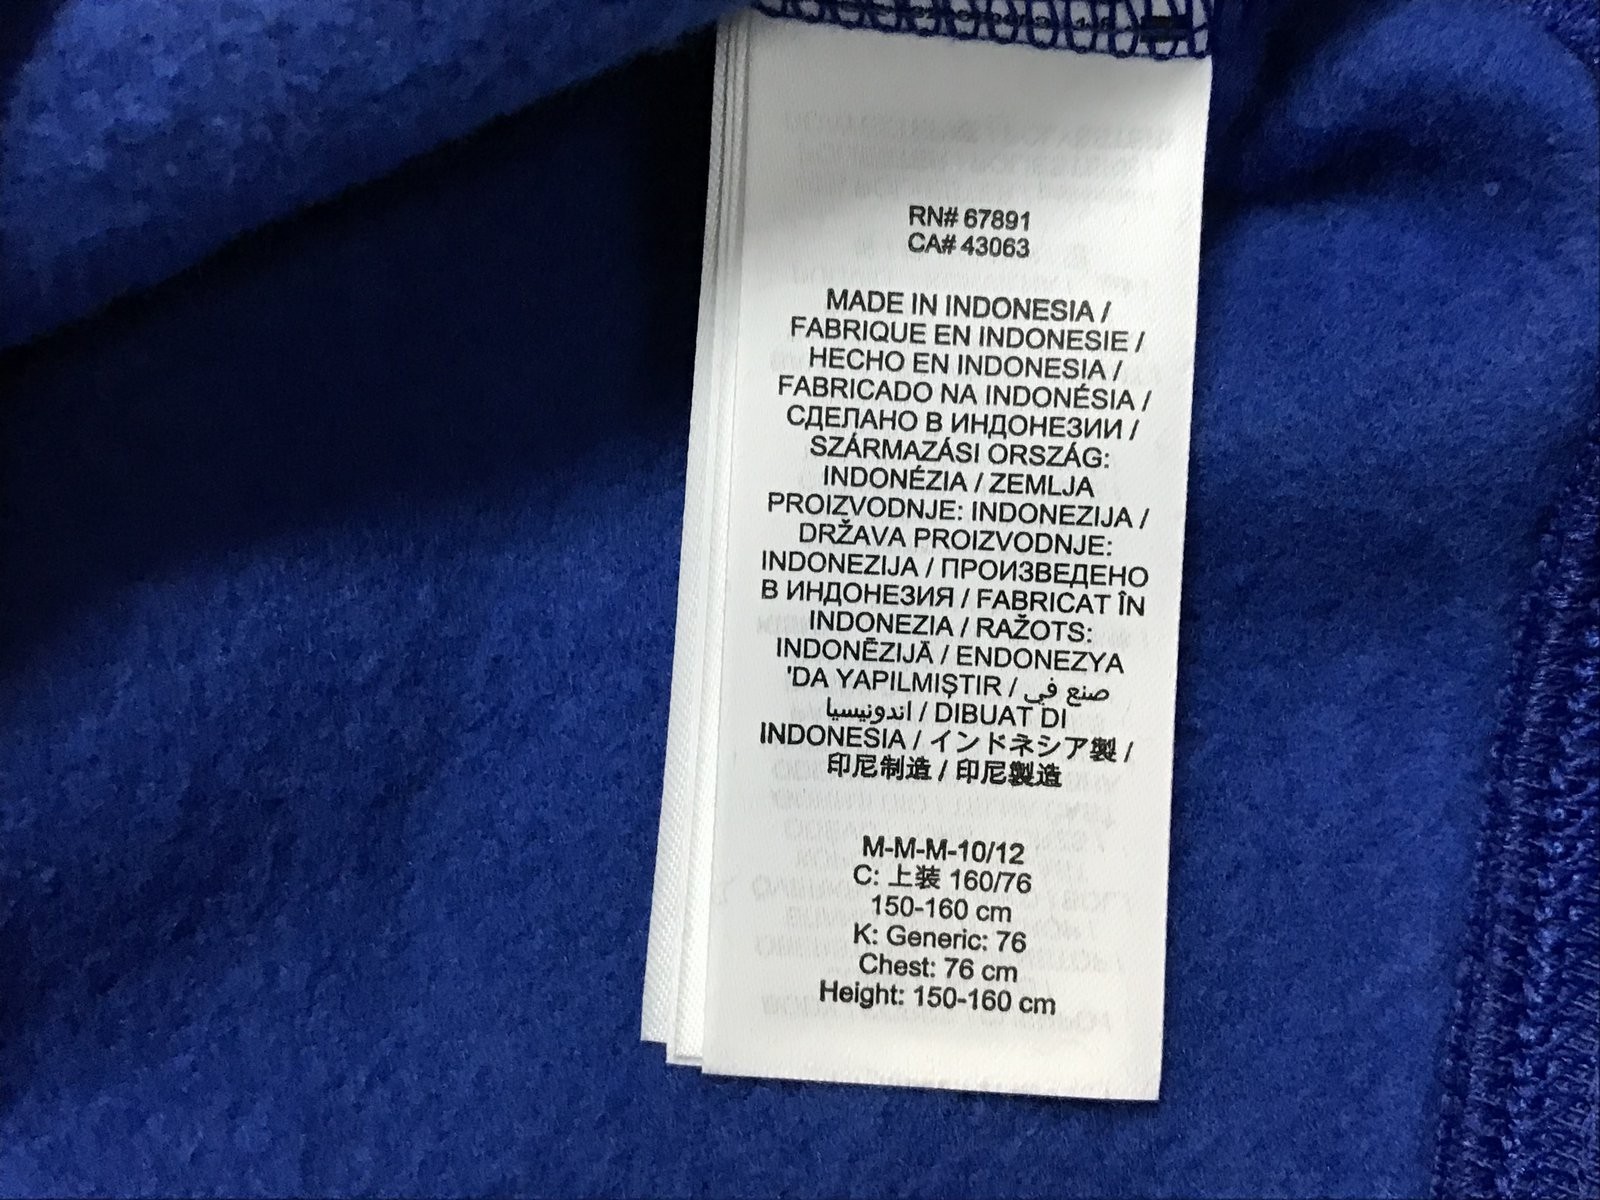 RN# 67891
CA# 43063
MADE IN INDONESIA /
FABRIQUE EN INDONESIE /
HECHO EN INDONESIA /
FABRICADO NA INDONÉSIA /
СДЕЛАНО В ИНДОНЕЗИИ /
SZÁRMAZÁSI ORSZÁG:
INDONÉZIA / ZEMLJA
PROIZVODNJE: INDONEZIJA /
DRŽAVA PROIZVODNJE:
INDONEZIJA / ПРОИЗВЕДЕНО
В ИНДОНЕЗИЯ / FABRICAT ÎN
INDONEZIA / RAŽOTS:
INDONĒZIJĀ / ENDONEZYA
'DA YAPILMIŞTIR / صنع في
اندونيسيا / DIBUAT DI
INDONESIA / インドネシア製 /
印尼制造 / 印尼製造
M-M-M-10/12
C: 上装 160/76
150-160 cm
K: Generic: 76
Chest: 76 cm
Height: 150-160 cm